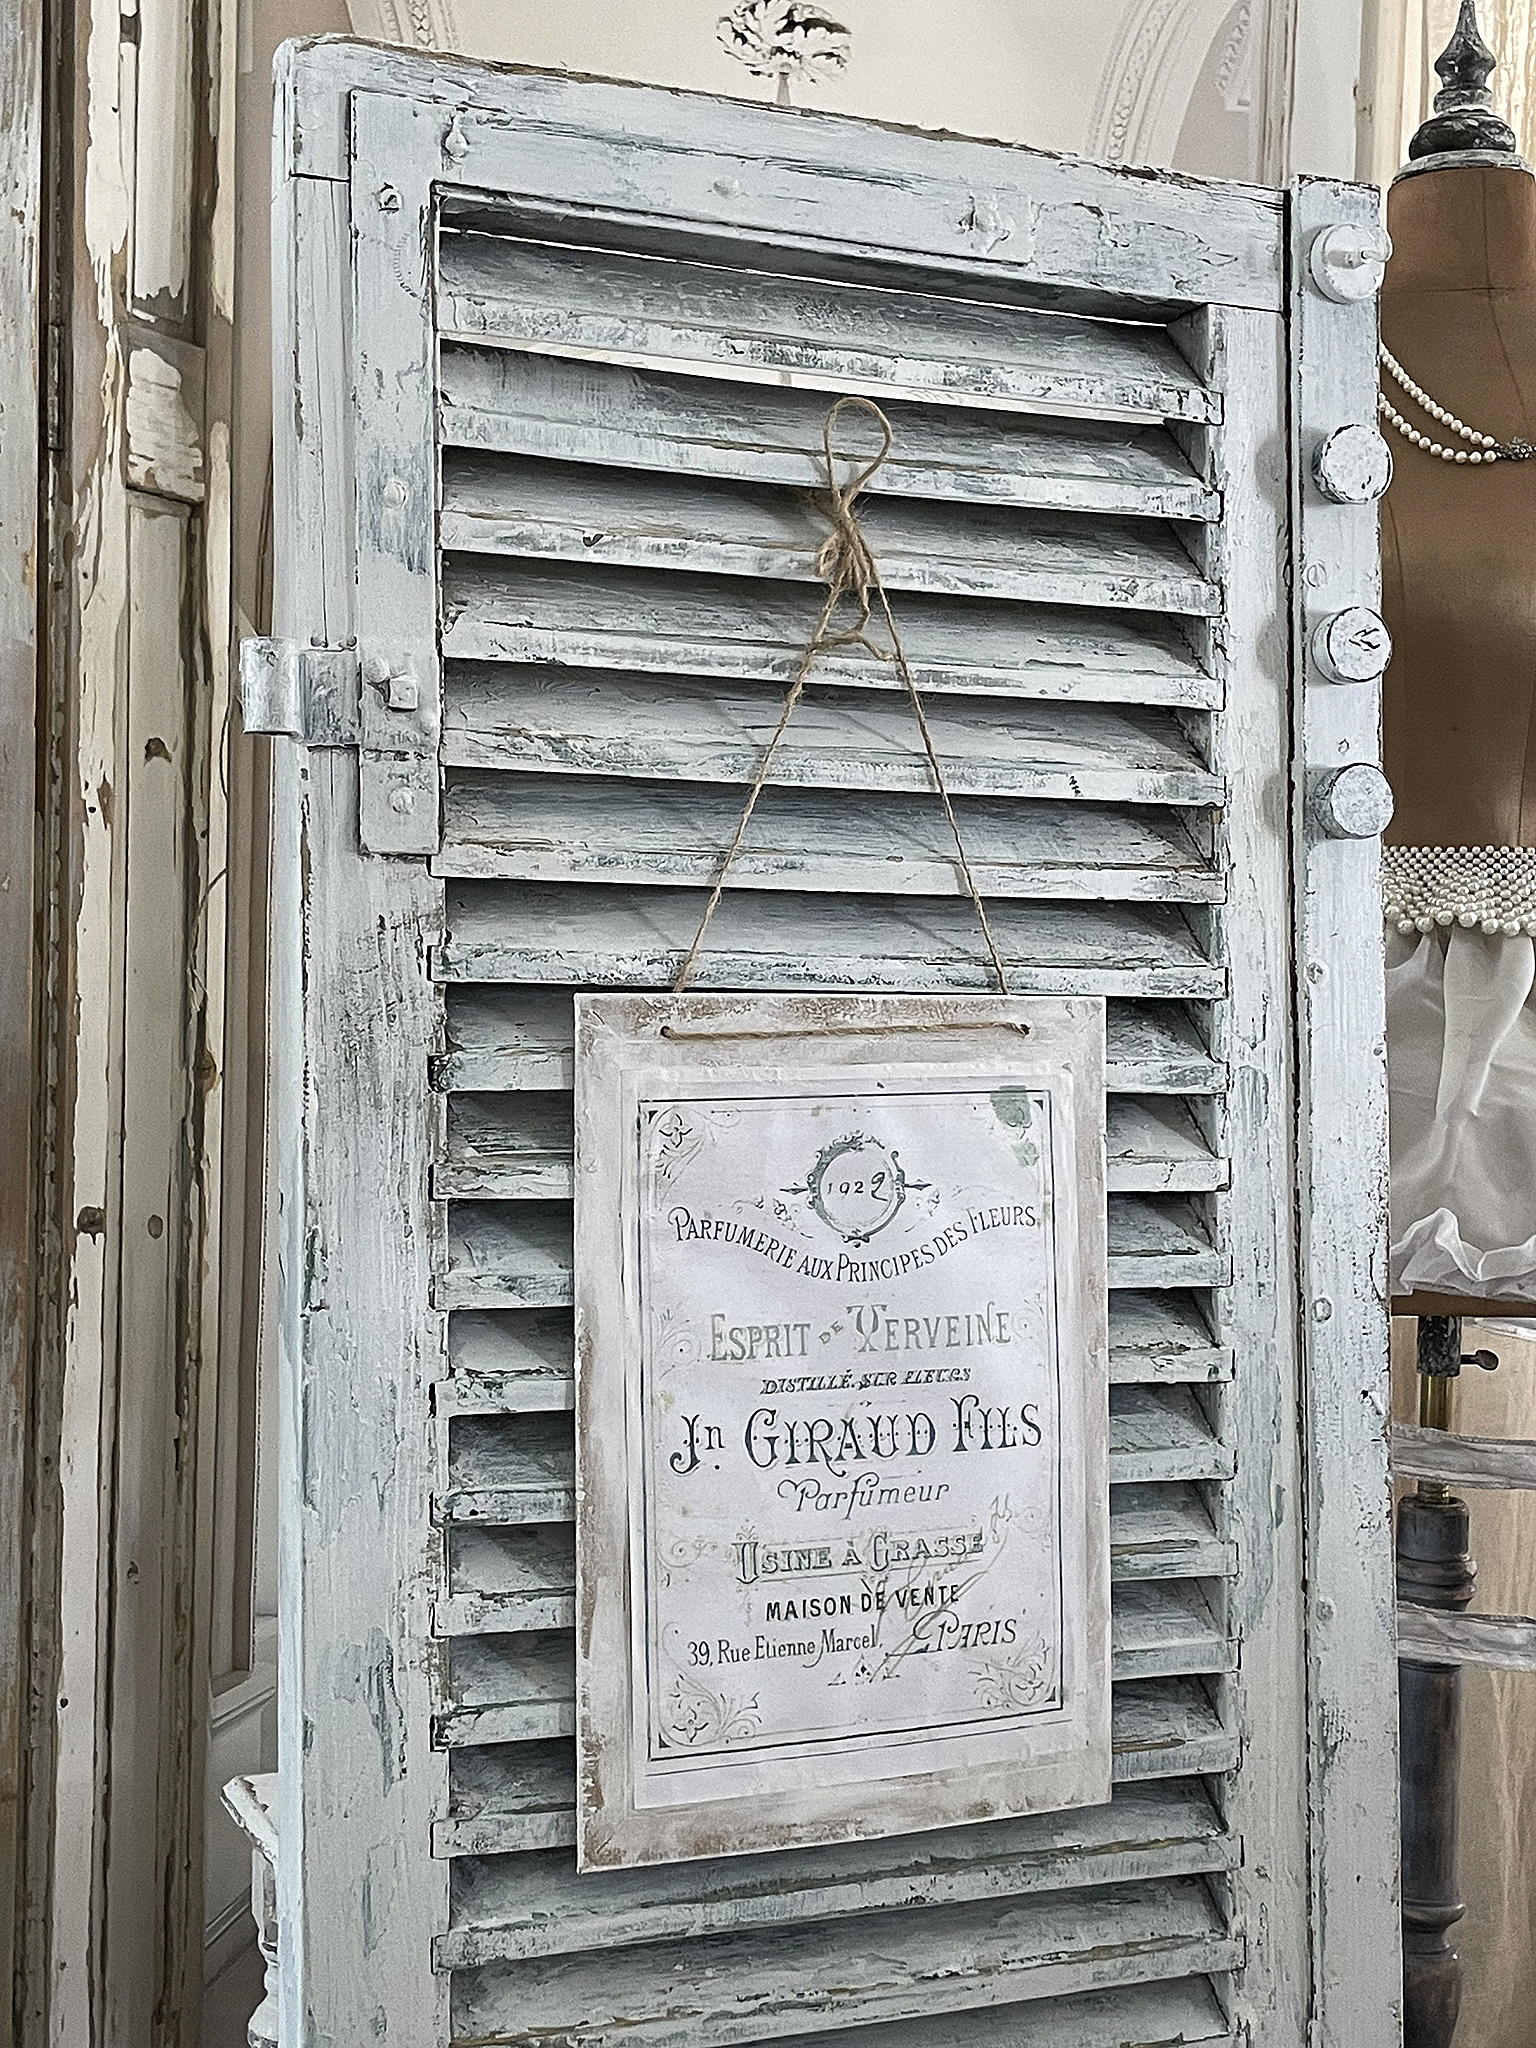 1922
PARFUMERIE AUX PRINCIPES DES FLEURS
ESPRIT DE VERVEINE
DISTILLÉ SUR FLEURS
Jn GIRAUD FILS
Parfumeur
USINE À GRASSE
MAISON DE VENTE
39, Rue Etienne Marcel, PARIS